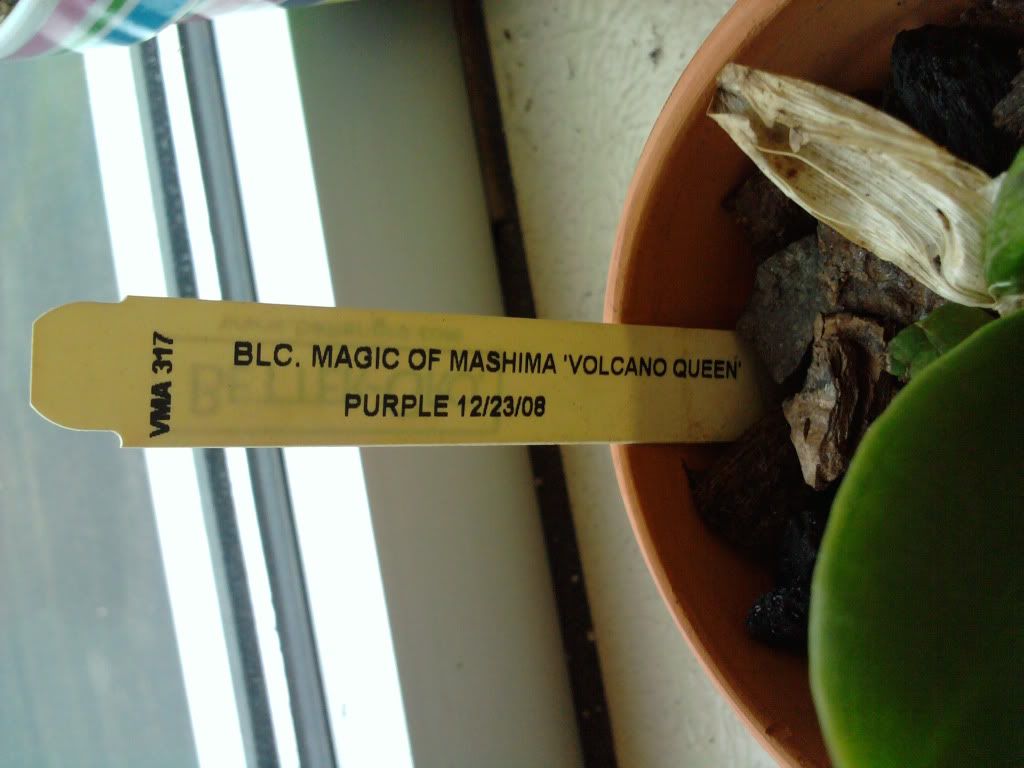 VMA 317
BLC. MAGIC OF MASHIMA 'VOLCANO QUEEN'
PURPLE 12/23/08